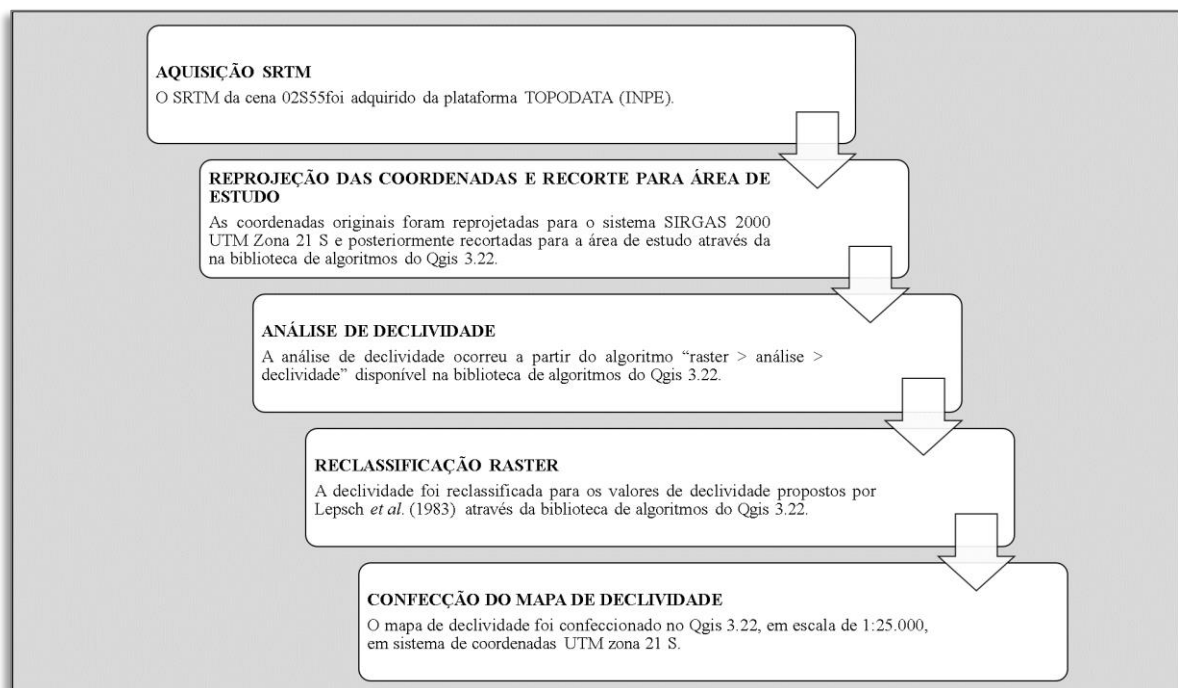 AQUISIÇÃO SRTM
O SRTM da cena 02S55foi adquirido da plataforma TOPODATA (INPE).
REPROJEÇÃO DAS COORDENADAS E RECORTE PARA ÁREA DE
ESTUDO
As coordenadas originais foram reprojetadas para o sistema SIRGAS 2000
UTM Zona 21 S e posteriormente recortadas para a área de estudo através da
na biblioteca de algoritmos do Qgis 3.22.
ANÁLISE DE DECLIVIDADE
A análise de declividade ocorreu a partir do algoritmo “raster > análise >
declividade” disponível na biblioteca de algoritmos do Qgis 3.22.
RECLASSIFICAÇÃO RASTER
A declividade foi reclassificada para os valores de declividade propostos por
Lepsch et al. (1983) através da biblioteca de algoritmos do Qgis 3.22.
CONFECÇÃO DO MAPA DE DECLIVIDADE
O mapa de declividade foi confeccionado no Qgis 3.22, em escala de 1:25.000,
em sistema de coordenadas UTM zona 21 S.